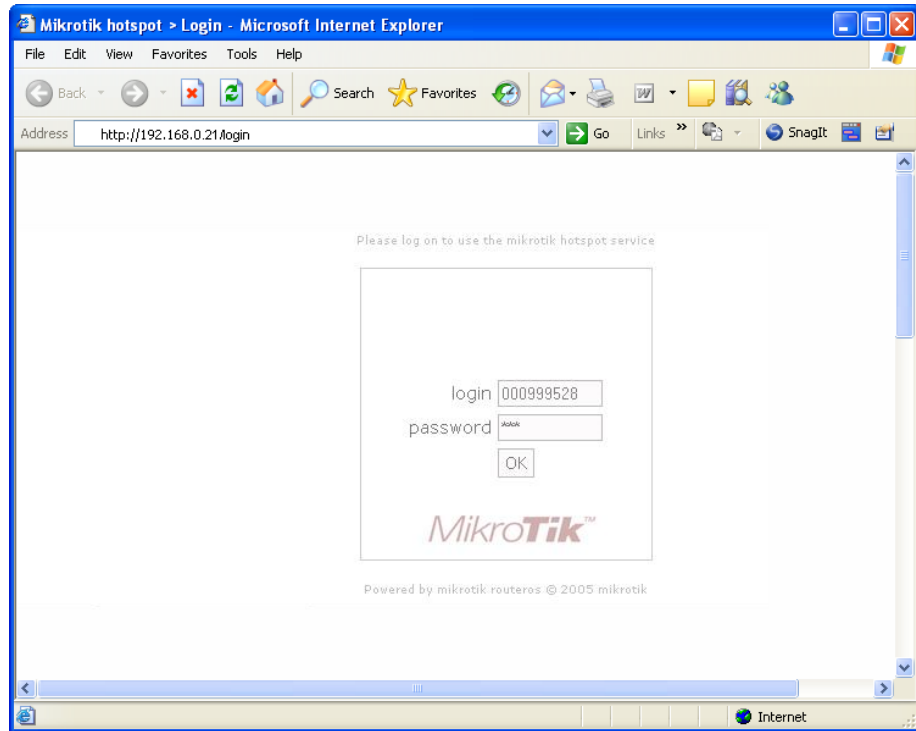 Mikrotik hotspot > Login - Microsoft Internet Explorer
File Edit View Favorites Tools Help
Back Search Favorites W
Address http://192.168.0.21/login Go Links » SnagIt
Please log on to use the mikrotik hotspot service
login 000999528
password ****
OK
MikroTik™
Powered by mikrotik routeros © 2005 mikrotik
Internet